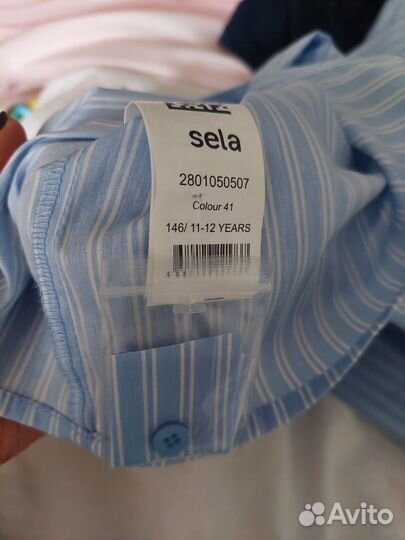 sela
2801050507
Colour 41
146/ 11-12 YEARS
Avito